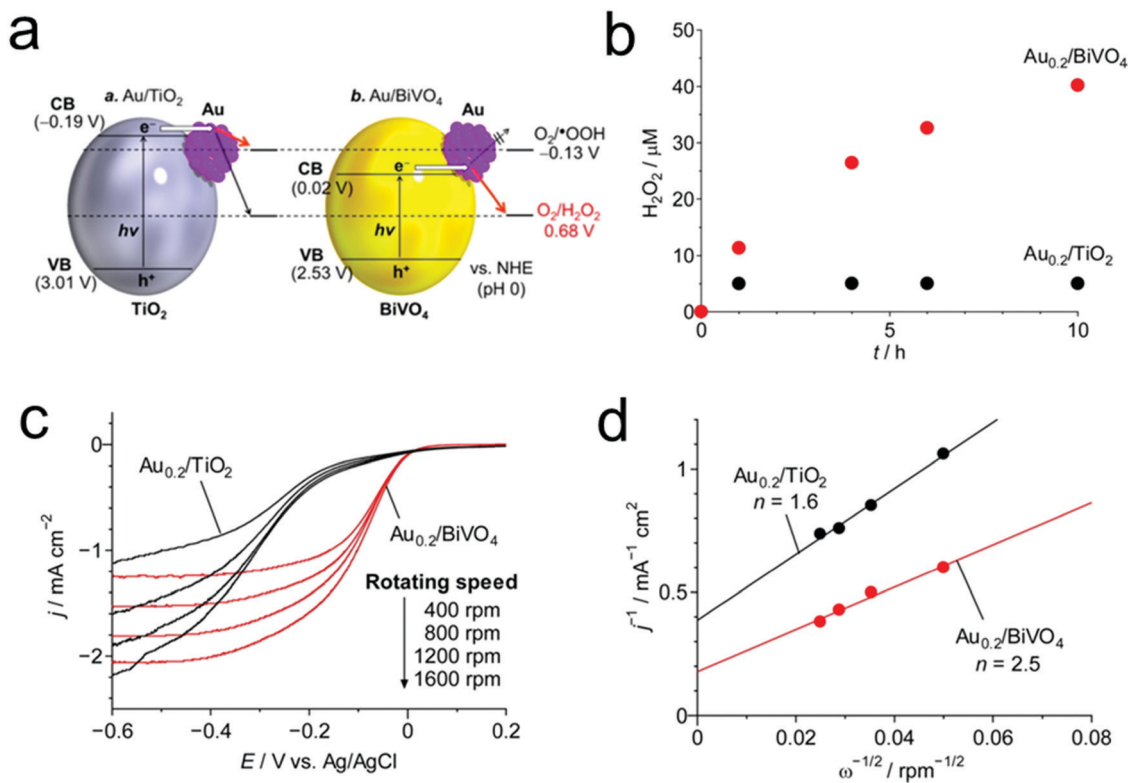 a
a. Au/TiO₂
b. Au/BiVO₄
CB
(−0.19 V)
e⁻
Au
hν
VB
(3.01 V)
h⁺
TiO₂
CB
(0.02 V)
e⁻
Au
hν
VB
(2.53 V)
h⁺
BiVO₄
O₂/•OOH
−0.13 V
O₂/H₂O₂
0.68 V
vs. NHE
(pH 0)
b
H₂O₂ / μM
50
40
30
20
10
0
0
5
10
t / h
Au₀.₂/BiVO₄
Au₀.₂/TiO₂
c
j / mA cm⁻²
0
−1
−2
−0.6
−0.4
−0.2
0
0.2
E / V vs. Ag/AgCl
Au₀.₂/TiO₂
Au₀.₂/BiVO₄
Rotating speed
400 rpm
800 rpm
1200 rpm
1600 rpm
d
j⁻¹ / mA⁻¹ cm²
1
0.5
0
0
0.02
0.04
0.06
0.08
ω⁻¹/² / rpm⁻¹/²
Au₀.₂/TiO₂
n = 1.6
Au₀.₂/BiVO₄
n = 2.5